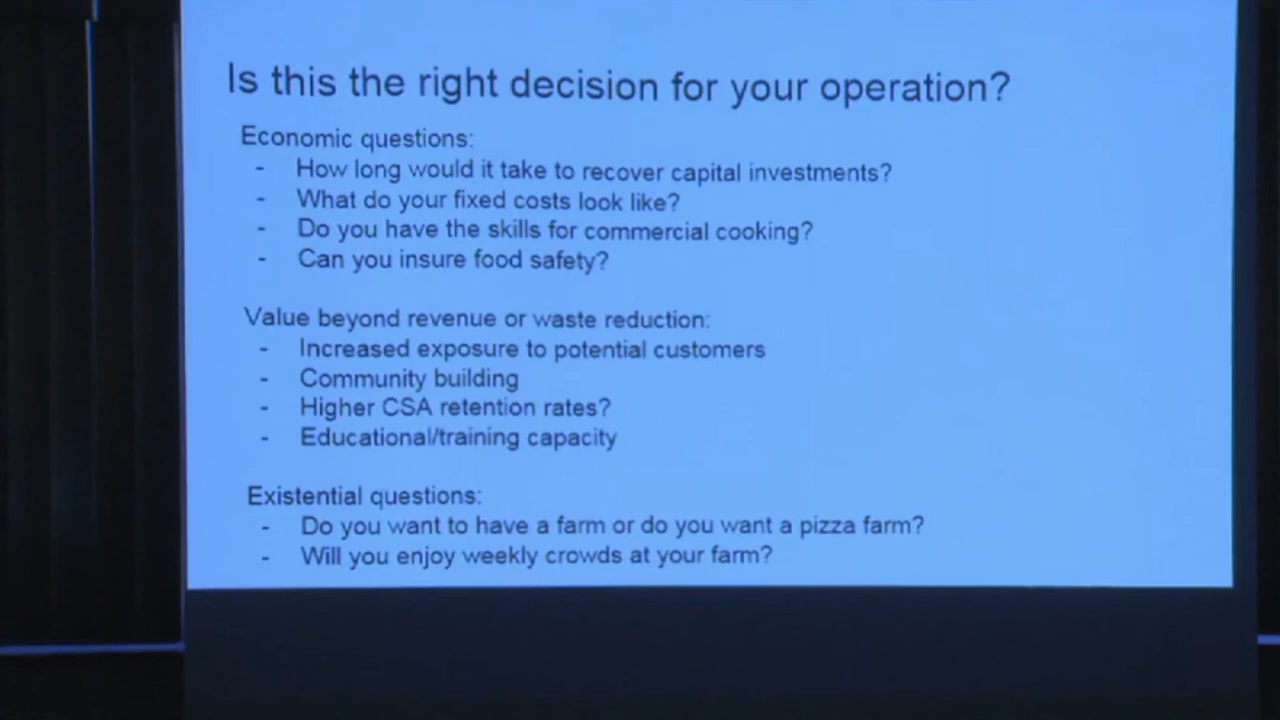 Is this the right decision for your operation?
Economic questions:
- How long would it take to recover capital investments?
- What do your fixed costs look like?
- Do you have the skills for commercial cooking?
- Can you insure food safety?
Value beyond revenue or waste reduction:
- Increased exposure to potential customers
- Community building
- Higher CSA retention rates?
- Educational/training capacity
Existential questions:
- Do you want to have a farm or do you want a pizza farm?
- Will you enjoy weekly crowds at your farm?